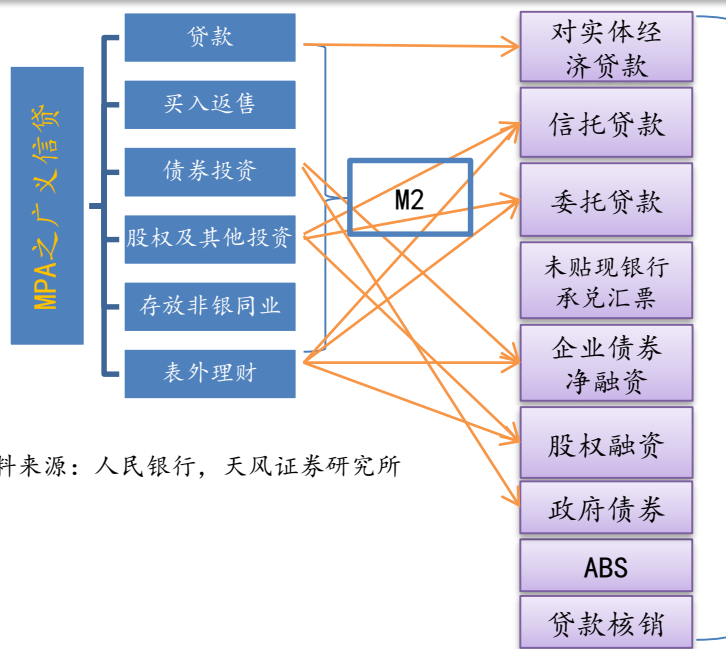 MPA之广义信贷
贷款
买入返售
债券投资
股权及其他投资
存放非银同业
表外理财
M2
对实体经
济贷款
信托贷款
委托贷款
未贴现银行
承兑汇票
企业债券
净融资
股权融资
政府债券
ABS
贷款核销
料来源：人民银行，天风证券研究所